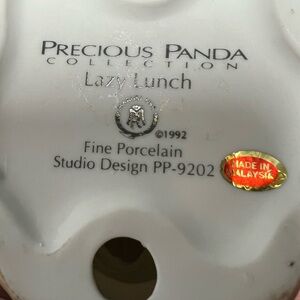 PRECIOUS PANDA
COLLECTION
Lazy Lunch
©1992
Fine Porcelain
Studio Design PP-9202
MADE IN
MALAYSIA